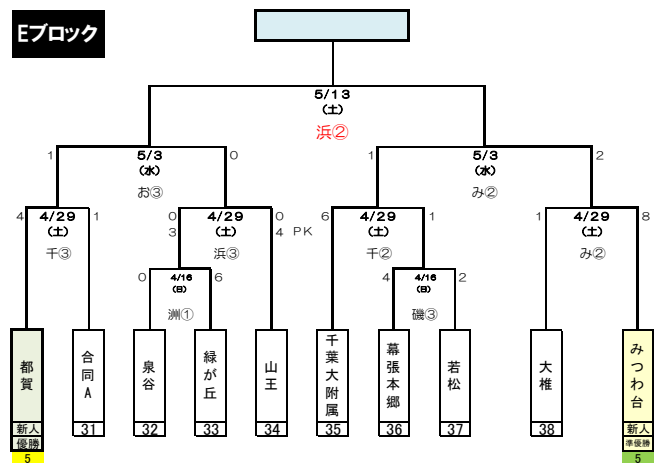 Eブロック
5/13
(土)
浜②
1 5/3 0
(水)
お③
1 5/3 2
(水)
み②
4 4/29 1
(土)
千③
0 4/29 0
3 (土) 4 PK
浜③
6 4/29 1
(土)
千②
1 4/29 8
(土)
み②
0 4/16 6
(日)
洲①
4 4/16 2
(日)
磯③
都賀
合同A
泉谷
緑が丘
山王
千葉大附属
幕張本郷
若松
大椎
みつわ台
新人 31 32 33 34 35 36 37 38 新人
優勝 準優勝
5 5